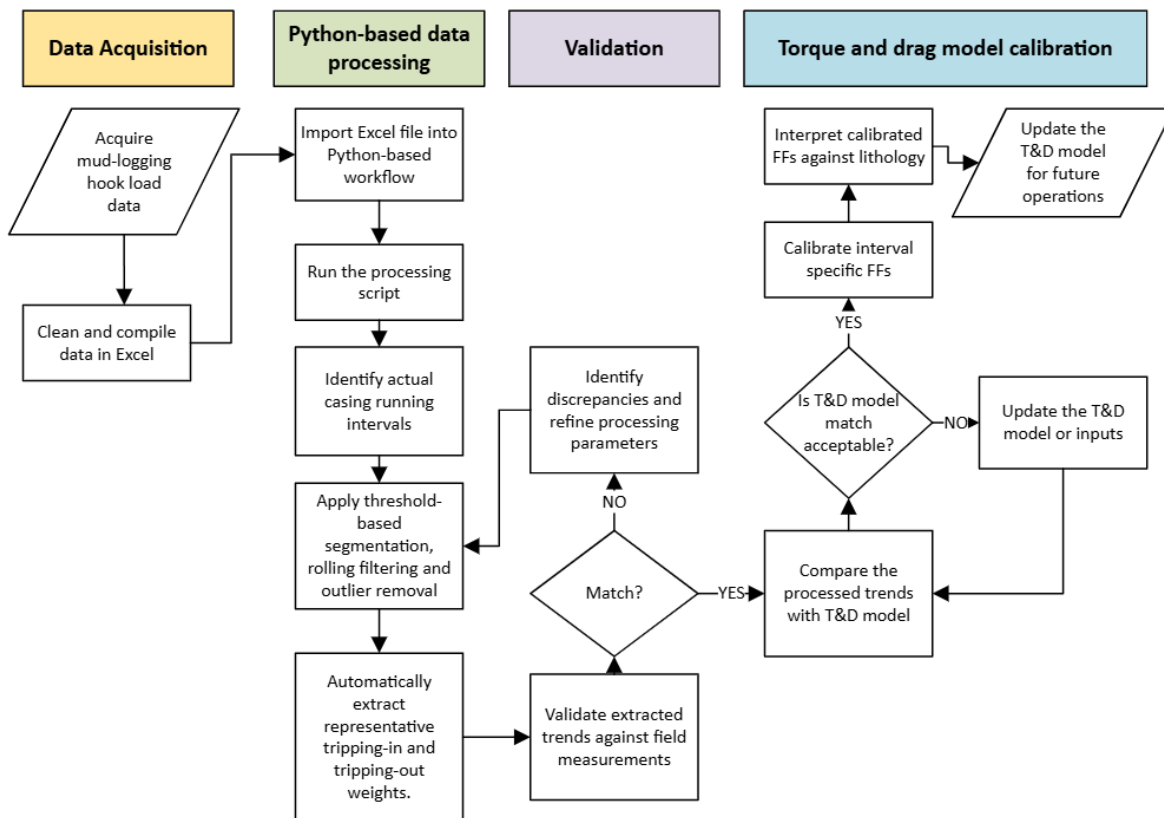 Data Acquisition
Python-based data
processing
Validation
Torque and drag model calibration
Acquire
mud-logging
hook load
data
Clean and compile
data in Excel
Import Excel file into
Python-based
workflow
Run the processing
script
Identify actual
casing running
intervals
Apply threshold-
based
segmentation,
rolling filtering and
outlier removal
Automatically
extract
representative
tripping-in and
tripping-out
weights.
Identify
discrepancies and
refine processing
parameters
NO
Match?
YES
Validate extracted
trends against field
measurements
Interpret calibrated
FFs against lithology
Update the
T&D model
for future
operations
Calibrate interval
specific FFs
YES
Is T&D model
match
acceptable?
NO
Update the T&D
model or inputs
Compare the
processed trends
with T&D model